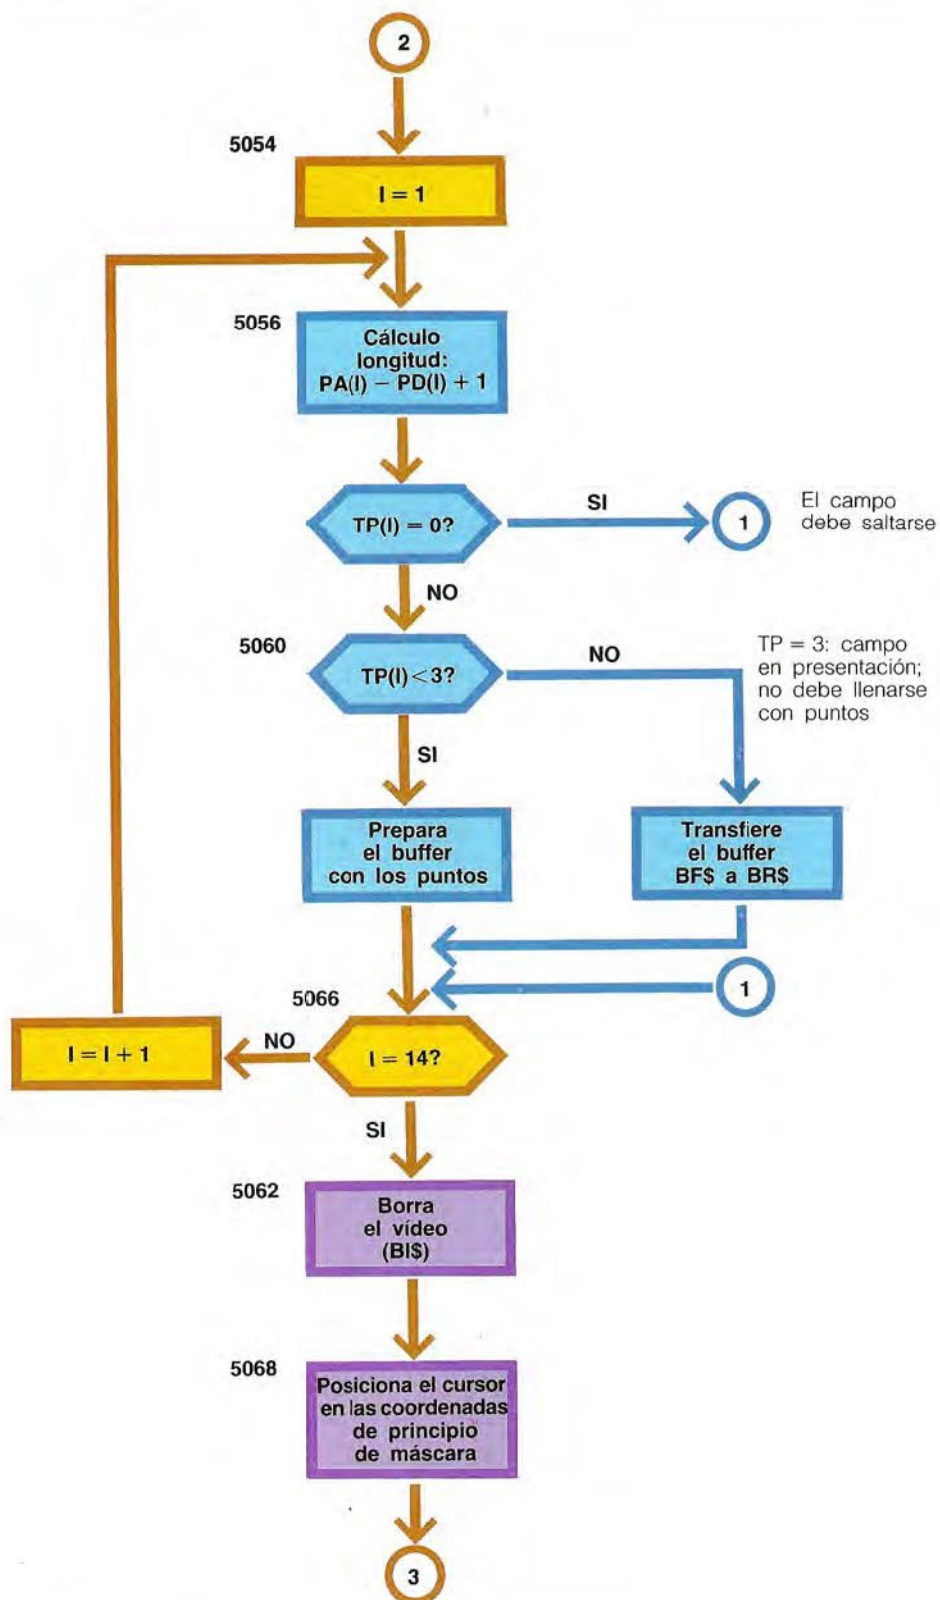 2
5054
I = 1
5056
Cálculo
longitud:
PA(I) − PD(I) + 1
TP(I) = 0?
SI
1
El campo
debe saltarse
NO
5060
TP(I) < 3?
NO
TP = 3: campo
en presentación;
no debe llenarse
con puntos
SI
Prepara
el buffer
con los puntos
Transfiere
el buffer
BF$ a BR$
1
5066
I = 14?
NO
I = I + 1
SI
5062
Borra
el vídeo
(BI$)
5068
Posiciona el cursor
en las coordenadas
de principio
de máscara
3